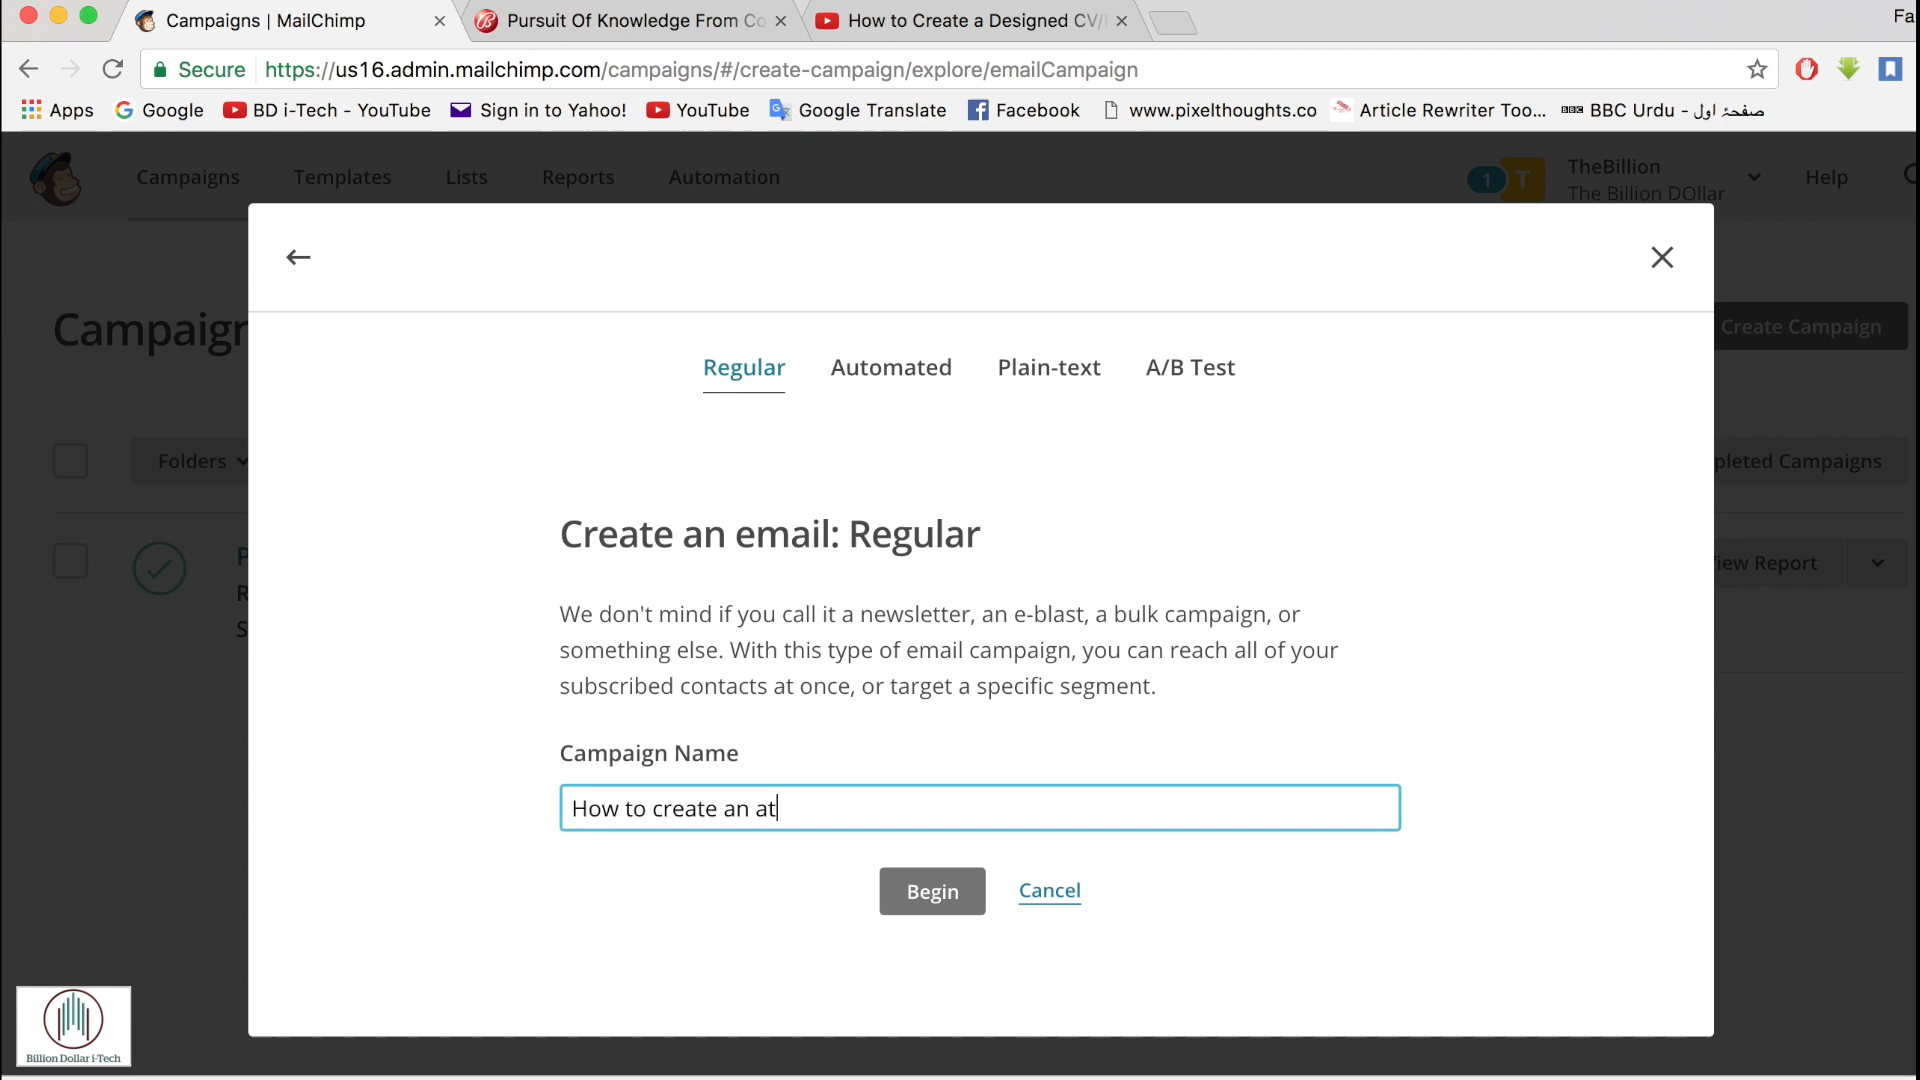 Campaigns | MailChimp
Pursuit Of Knowledge From Co
How to Create a Designed CV/
Fa
Secure https://us16.admin.mailchimp.com/campaigns/#/create-campaign/explore/emailCampaign
Apps Google BD i-Tech - YouTube Sign in to Yahoo! YouTube Google Translate Facebook www.pixelthoughts.co Article Rewriter Too... BBC BBC Urdu - صفحۂ اول
Campaigns Templates Lists Reports Automation 1 T TheBillion Help
The Billion DOllar
Campaign
Create Campaign
Regular Automated Plain-text A/B Test
Folders
pleted Campaigns
Create an email: Regular
P
View Report
R
S
We don't mind if you call it a newsletter, an e-blast, a bulk campaign, or
something else. With this type of email campaign, you can reach all of your
subscribed contacts at once, or target a specific segment.
Campaign Name
How to create an at
Begin Cancel
Billion Dollar i-Tech